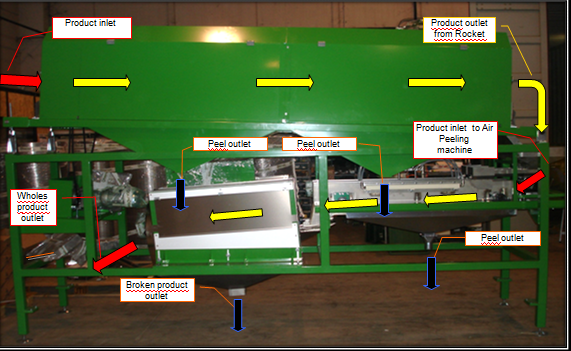 Product inlet
Product outlet
from Rocket
Product inlet to Air
Peeling
machine
Peel outlet
Peel outlet
Wholes
product
outlet
Peel outlet
Broken product
outlet